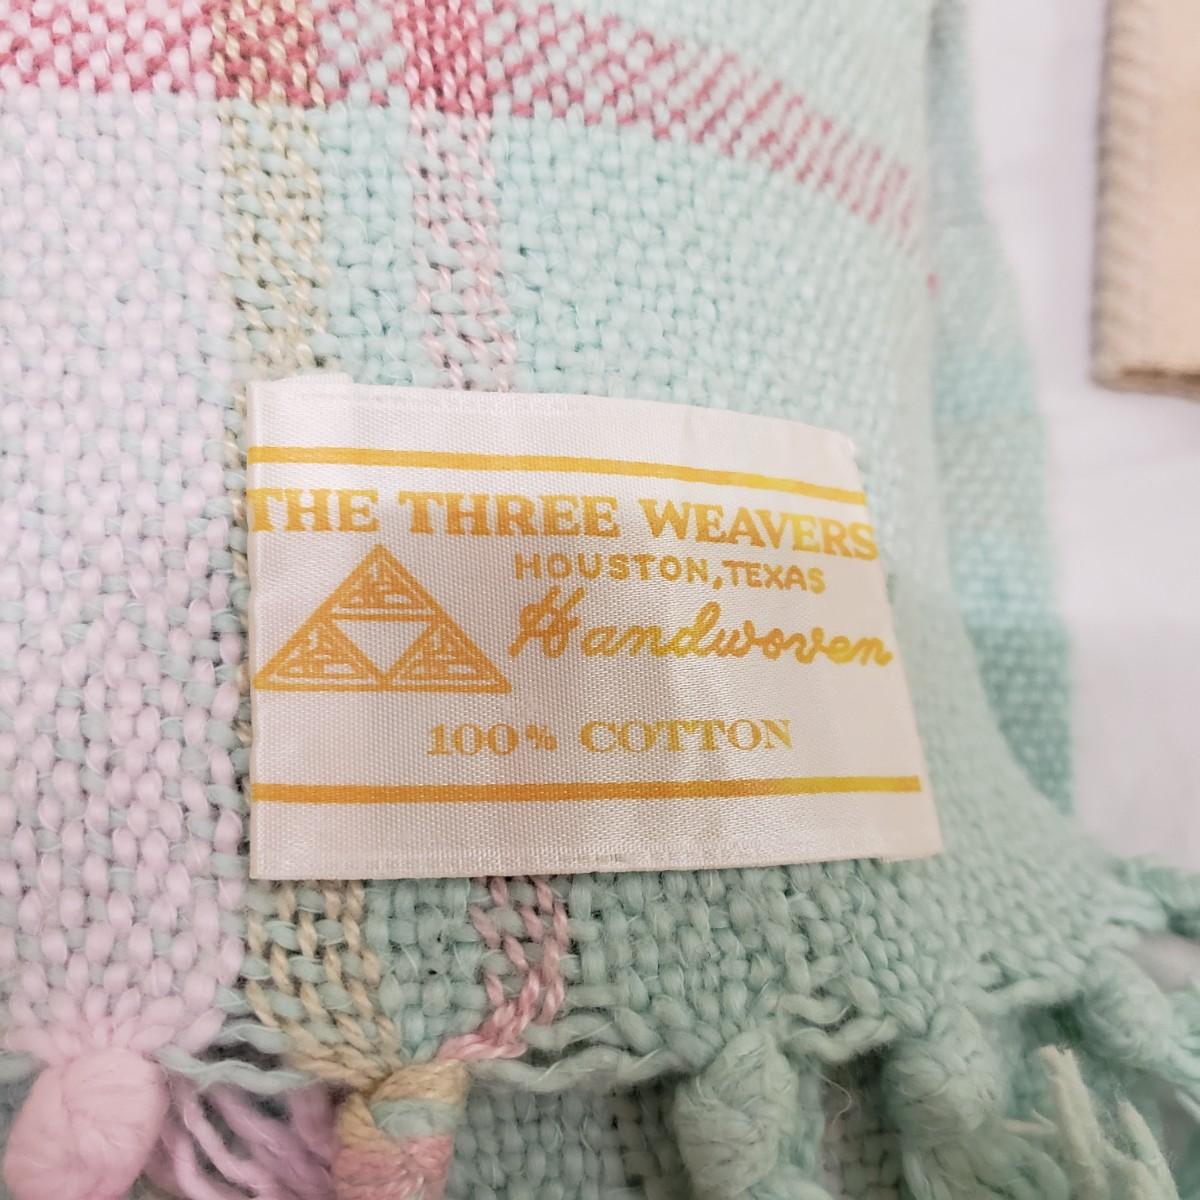 THE THREE WEAVERS
HOUSTON, TEXAS
Handwoven
100% COTTON